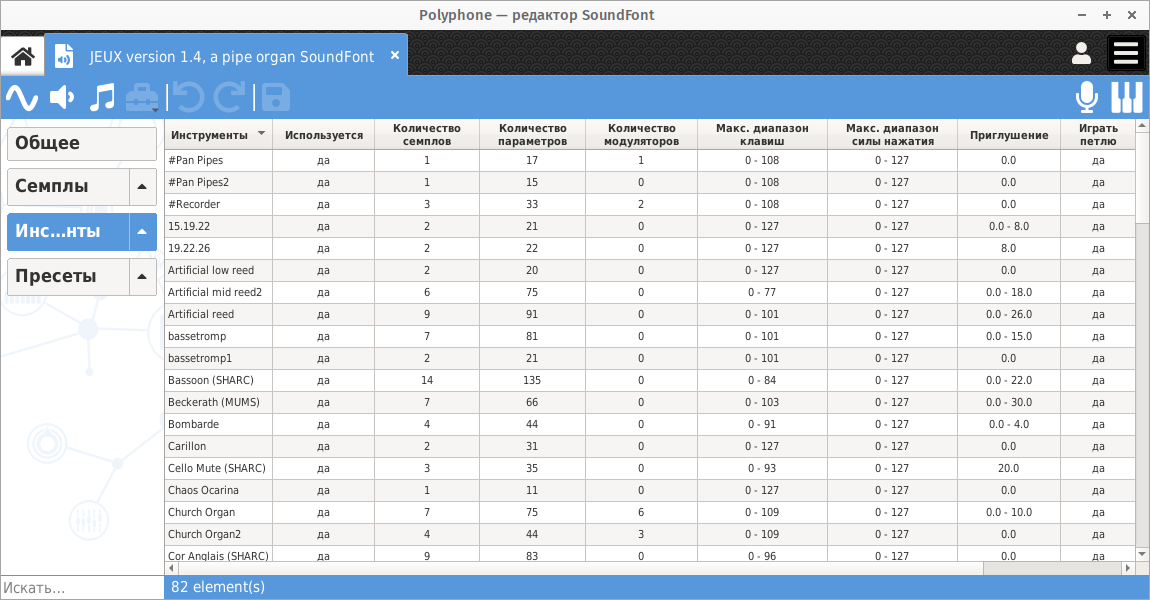 Polyphone — редактор SoundFont
JEUX version 1.4, a pipe organ SoundFont
Общее
Семплы
Инс...нты
Пресеты
Инструменты Используется Количество семплов Количество параметров Количество модуляторов Макс. диапазон клавиш Макс. диапазон силы нажатия Приглушение Играть петлю
#Pan Pipes да 1 17 1 0 - 108 0 - 127 0.0 да
#Pan Pipes2 да 1 15 0 0 - 108 0 - 127 0.0 да
#Recorder да 3 33 2 0 - 108 0 - 127 0.0 да
15.19.22 да 2 21 0 0 - 127 0 - 127 0.0 - 8.0 да
19.22.26 да 2 22 0 0 - 127 0 - 127 8.0 да
Artificial low reed да 2 20 0 0 - 127 0 - 127 0.0 да
Artificial mid reed2 да 6 75 0 0 - 77 0 - 127 0.0 - 18.0 да
Artificial reed да 9 91 0 0 - 101 0 - 127 0.0 - 26.0 да
bassetromp да 7 81 0 0 - 101 0 - 127 0.0 - 15.0 да
bassetromp1 да 2 21 0 0 - 101 0 - 127 0.0 да
Bassoon (SHARC) да 14 135 0 0 - 84 0 - 127 0.0 - 22.0 да
Beckerath (MUMS) да 7 66 0 0 - 103 0 - 127 0.0 - 30.0 да
Bombarde да 4 44 0 0 - 91 0 - 127 0.0 - 4.0 да
Carillon да 2 31 0 0 - 127 0 - 127 0.0 да
Cello Mute (SHARC) да 3 35 0 0 - 93 0 - 127 20.0 да
Chaos Ocarina да 1 11 0 0 - 127 0 - 127 0.0 да
Church Organ да 7 75 6 0 - 109 0 - 127 0.0 - 10.0 да
Church Organ2 да 4 44 3 0 - 109 0 - 127 0.0 да
Cor Anglais (SHARC) да 9 83 0 0 - 96 0 - 127 0.0 да
Искать...
82 element(s)